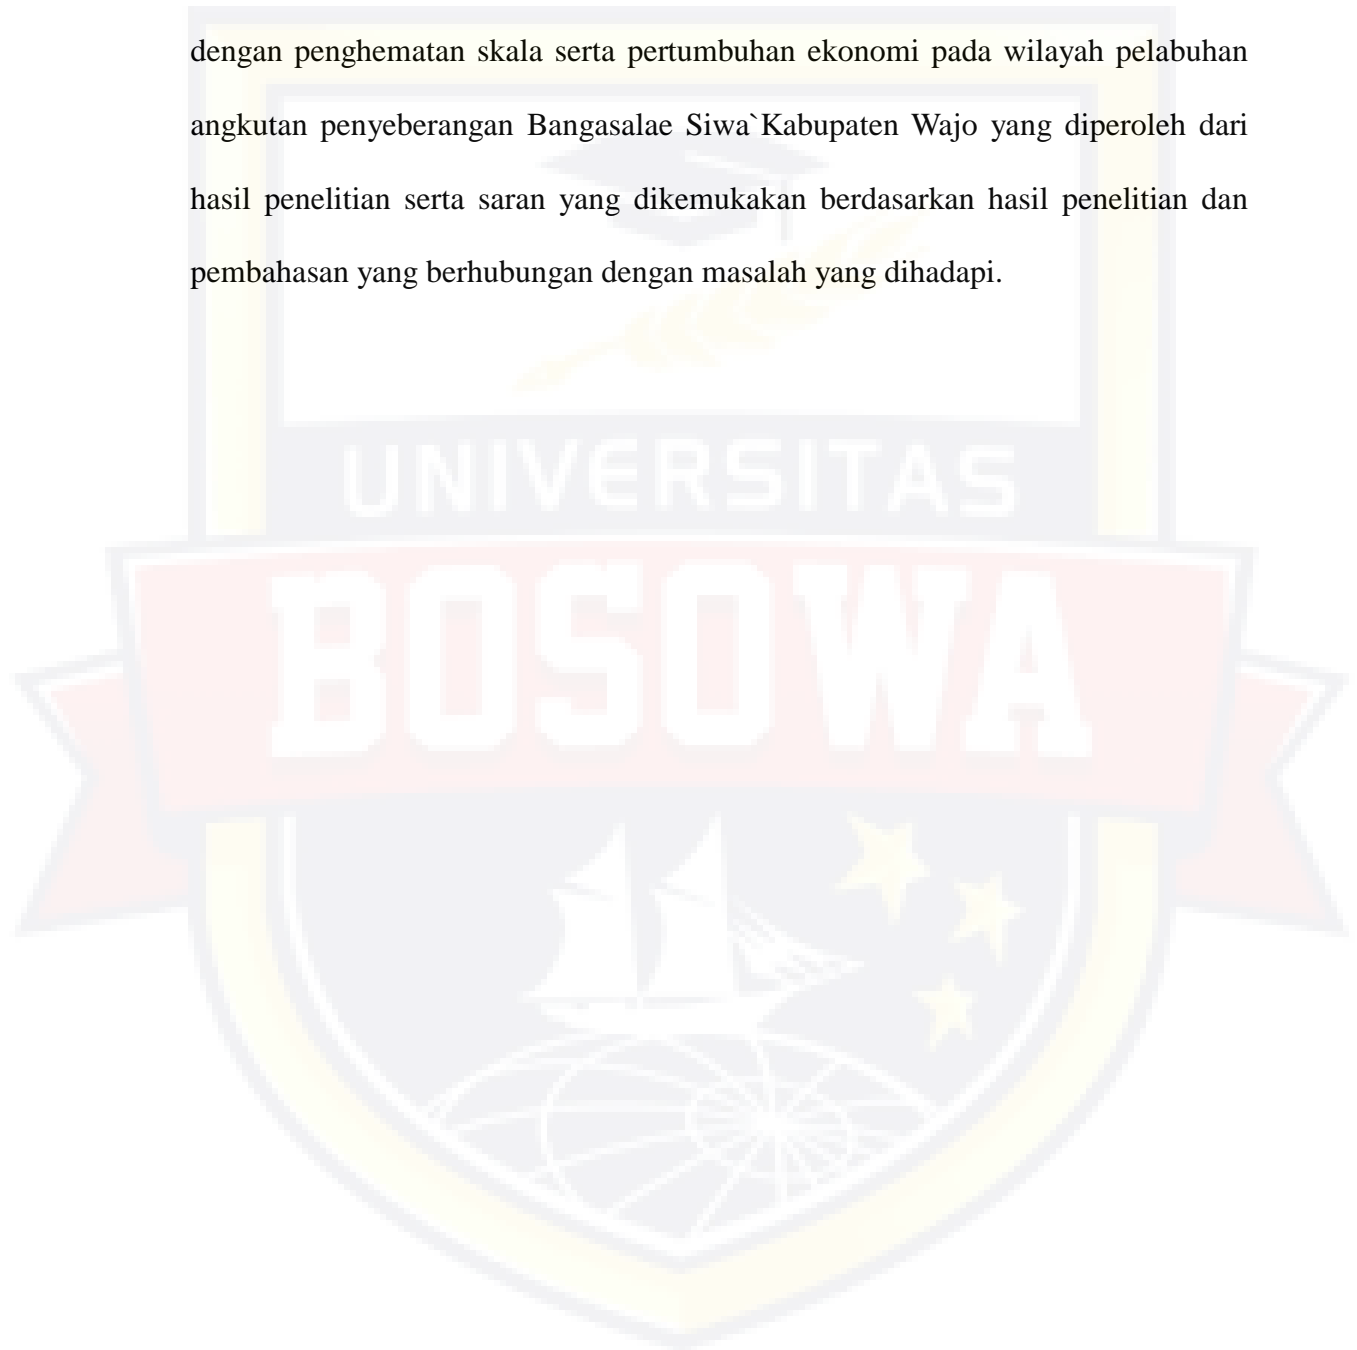 dengan penghematan skala serta pertumbuhan ekonomi pada wilayah pelabuhan
angkutan penyeberangan Bangasalae Siwa`Kabupaten Wajo yang diperoleh dari
hasil penelitian serta saran yang dikemukakan berdasarkan hasil penelitian dan
pembahasan yang berhubungan dengan masalah yang dihadapi.
UNIVERSITAS
BOSOWA